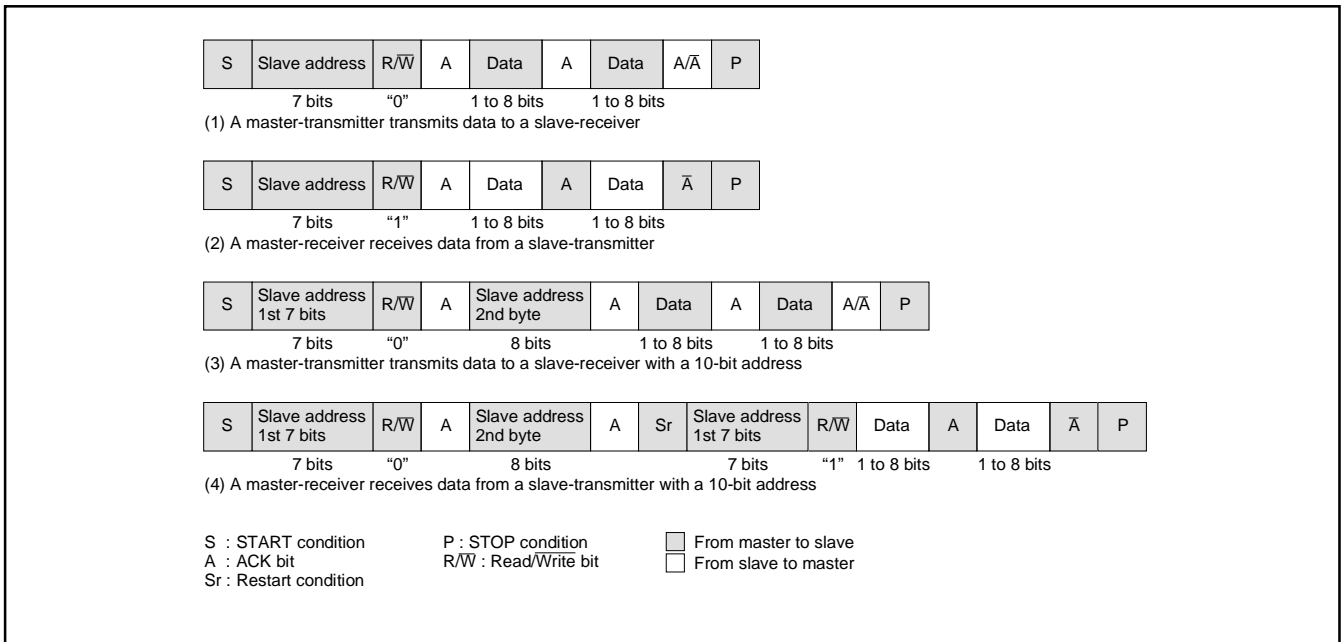 S Slave address R/W̅ A Data A Data A/A̅ P
7 bits “0” 1 to 8 bits 1 to 8 bits
(1) A master-transmitter transmits data to a slave-receiver
S Slave address R/W̅ A Data A Data A̅ P
7 bits “1” 1 to 8 bits 1 to 8 bits
(2) A master-receiver receives data from a slave-transmitter
S Slave address 1st 7 bits R/W̅ A Slave address 2nd byte A Data A Data A/A̅ P
7 bits “0” 8 bits 1 to 8 bits 1 to 8 bits
(3) A master-transmitter transmits data to a slave-receiver with a 10-bit address
S Slave address 1st 7 bits R/W̅ A Slave address 2nd byte A Sr Slave address 1st 7 bits R/W̅ Data A Data A̅ P
7 bits “0” 8 bits 7 bits “1” 1 to 8 bits 1 to 8 bits
(4) A master-receiver receives data from a slave-transmitter with a 10-bit address
S : START condition P : STOP condition From master to slave
A : ACK bit R/W̅ : Read/W̅r̅i̅t̅e̅ bit From slave to master
Sr : Restart condition